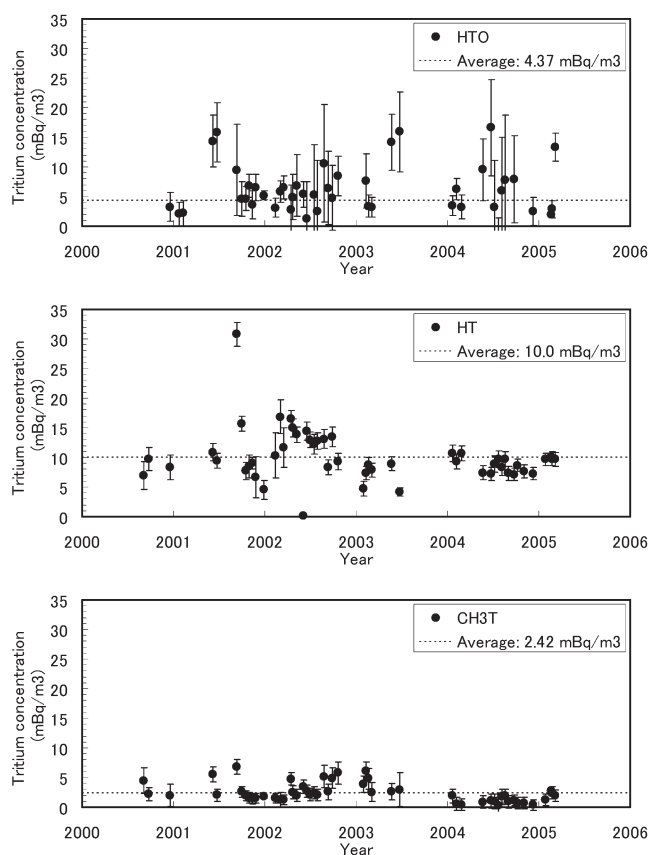 35
30
25
20
15
10
5
0
Tritium concentration
(mBq/m3)
HTO
Average: 4.37 mBq/m3
2000 2001 2002 2003 2004 2005 2006
Year
35
30
25
20
15
10
5
0
Tritium concentration
(mBq/m3)
HT
Average: 10.0 mBq/m3
2000 2001 2002 2003 2004 2005 2006
Year
35
30
25
20
15
10
5
0
Tritium concentration
(mBq/m3)
CH3T
Average: 2.42 mBq/m3
2000 2001 2002 2003 2004 2005 2006
Year